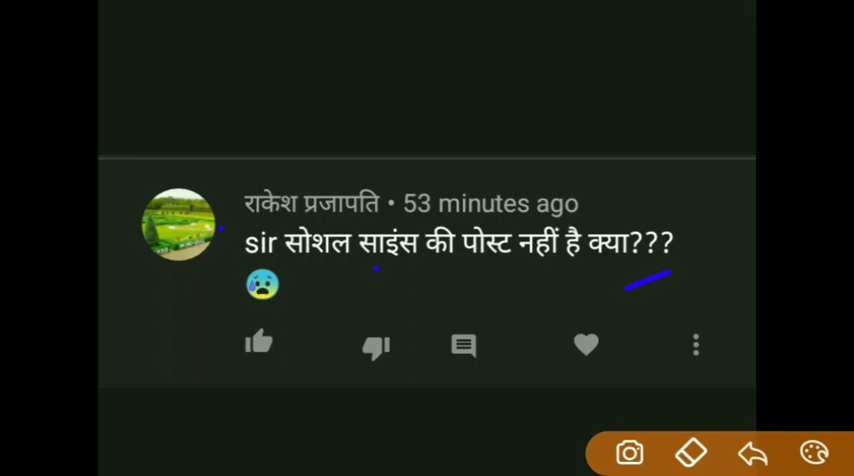 राकेश प्रजापति • 53 minutes ago
sir सोशल साइंस की पोस्ट नहीं है क्या???
😰